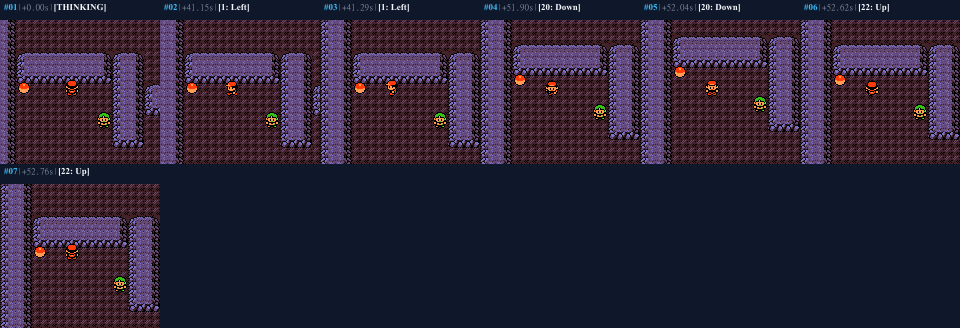 #01|+0.00s|[THINKING]
#02|+41.15s|[1: Left]
#03|+41.29s|[1: Left]
#04|+51.90s|[20: Down]
#05|+52.04s|[20: Down]
#06|+52.62s|[22: Up]
#07|+52.76s|[22: Up]